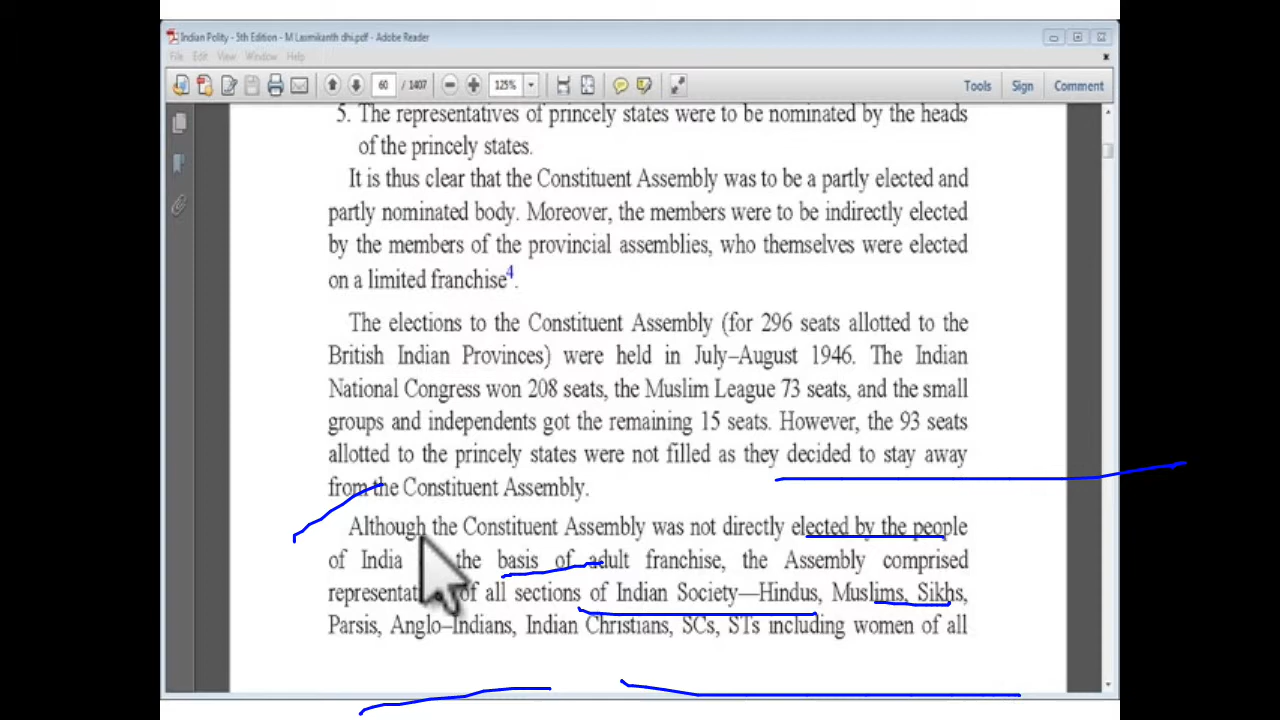 Indian Polity - 5th Edition - M Laxmikanth dhi.pdf - Adobe Reader
File Edit View Window Help
60 / 1407 125% Tools Sign Comment
5. The representatives of princely states were to be nominated by the heads
of the princely states.
It is thus clear that the Constituent Assembly was to be a partly elected and
partly nominated body. Moreover, the members were to be indirectly elected
by the members of the provincial assemblies, who themselves were elected
on a limited franchise4.
The elections to the Constituent Assembly (for 296 seats allotted to the
British Indian Provinces) were held in July–August 1946. The Indian
National Congress won 208 seats, the Muslim League 73 seats, and the small
groups and independents got the remaining 15 seats. However, the 93 seats
allotted to the princely states were not filled as they decided to stay away
from the Constituent Assembly.
Although the Constituent Assembly was not directly elected by the people
of India the basis of adult franchise, the Assembly comprised
of all sections of Indian Society—Hindus, Muslims, Sikhs,
Parsis, Anglo–Indians, Indian Christians, SCs, STs including women of all